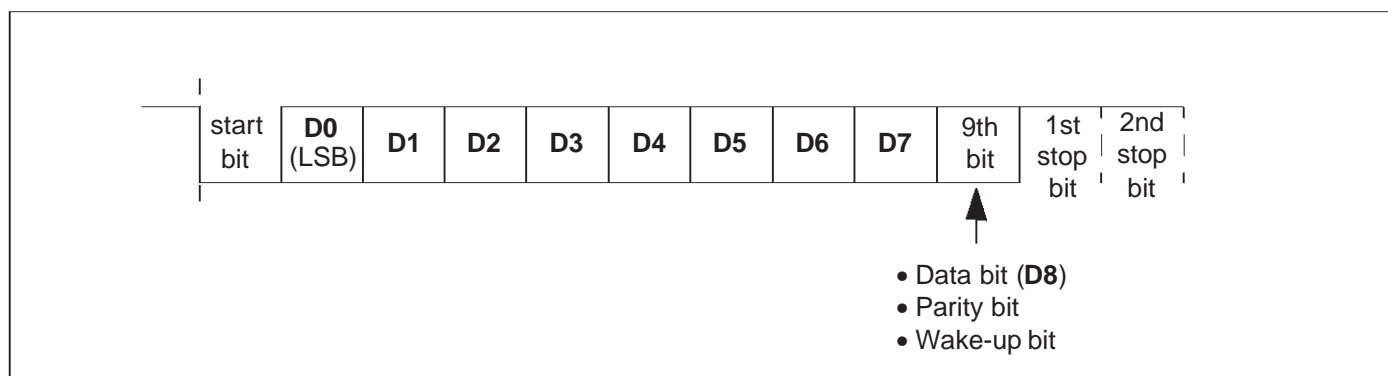 start bit
D0 (LSB)
D1
D2
D3
D4
D5
D6
D7
9th bit
1st stop bit
2nd stop bit
• Data bit (D8)
• Parity bit
• Wake-up bit